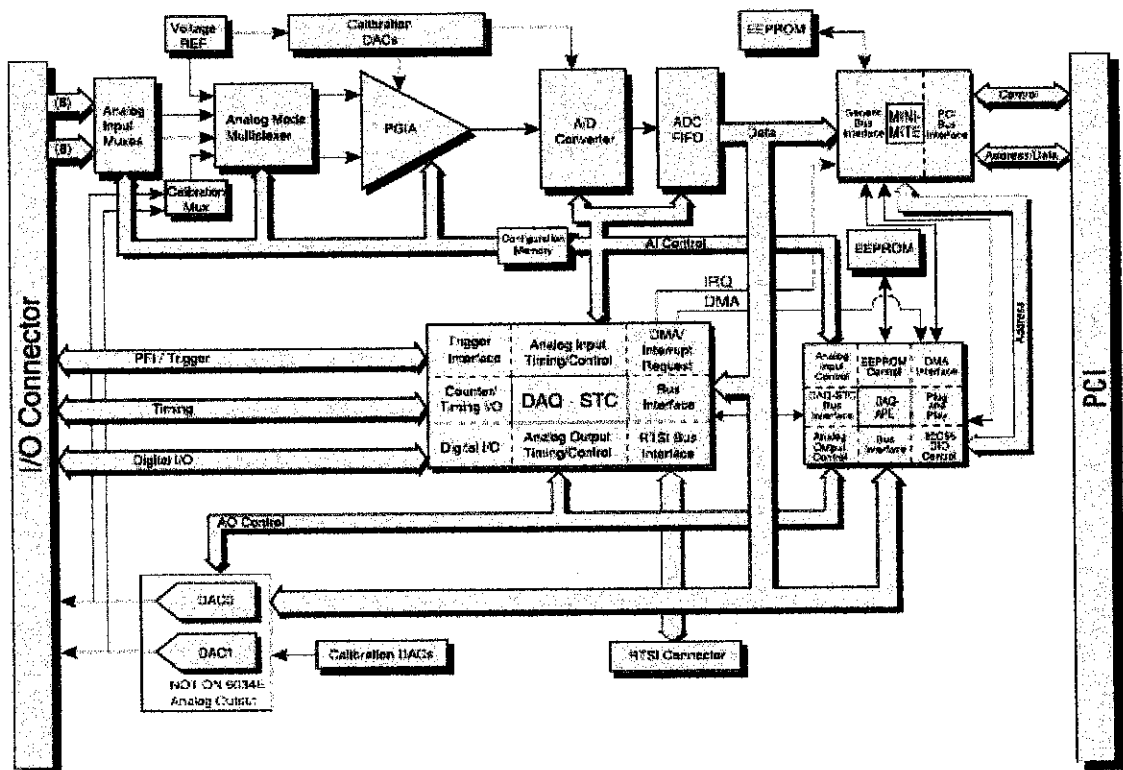 Voltage
REF
Calibration
DACs
EEPROM
(8)
(8)
Analog
Input
Muxes
Analog Mode
Multiplexer
PGIA
A/D
Converter
ADC
FIFO
Data
Generic
Bus
Interface
MINI-
MITE
PCI
Bus
Interface
Control
Address/Data
Calibration
Mux
Configuration
Memory
AI Control
EEPROM
IRQ
DMA
Address
I/O Connector
PCI
PFI / Trigger
Timing
Digital I/O
Trigger
Interface
Analog Input
Timing/Control
DMA/
Interrupt
Request
Counter/
Timing I/O
DAQ - STC
Bus
Interface
Digital I/O
Analog Output
Timing/Control
RTSI Bus
Interface
Analog
Input
Control
EEPROM
Control
DMA
Interface
DAQ-STC
Bus
Interface
DAQ-
Plug
and
Play
Analog
Output
Control
Bus
Interface
Control
AO Control
DAC0
DAC1
NOT ON 6034E
Analog Output
Calibration DACs
RTSI Connector